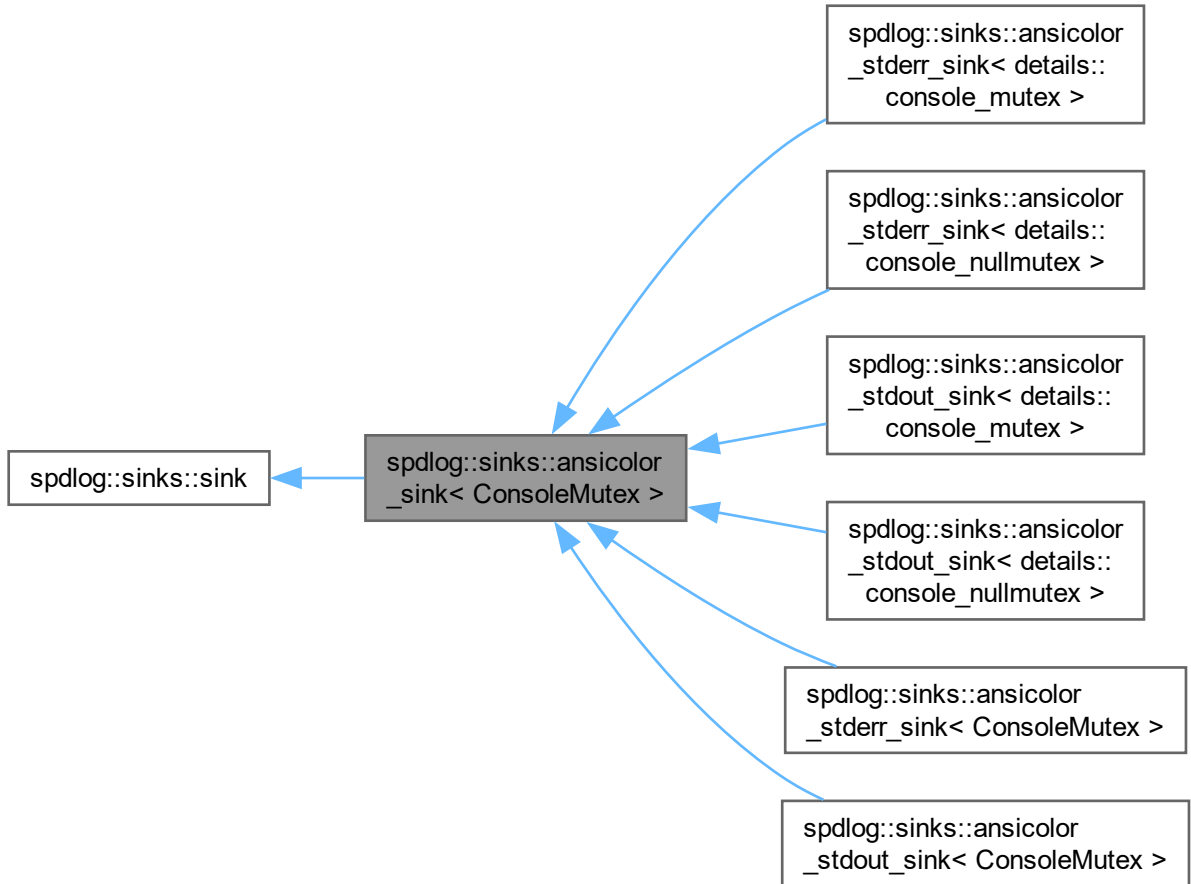 spdlog::sinks::sink
spdlog::sinks::ansicolor
_sink< ConsoleMutex >
spdlog::sinks::ansicolor
_stderr_sink< details::
console_mutex >
spdlog::sinks::ansicolor
_stderr_sink< details::
console_nullmutex >
spdlog::sinks::ansicolor
_stdout_sink< details::
console_mutex >
spdlog::sinks::ansicolor
_stdout_sink< details::
console_nullmutex >
spdlog::sinks::ansicolor
_stderr_sink< ConsoleMutex >
spdlog::sinks::ansicolor
_stdout_sink< ConsoleMutex >